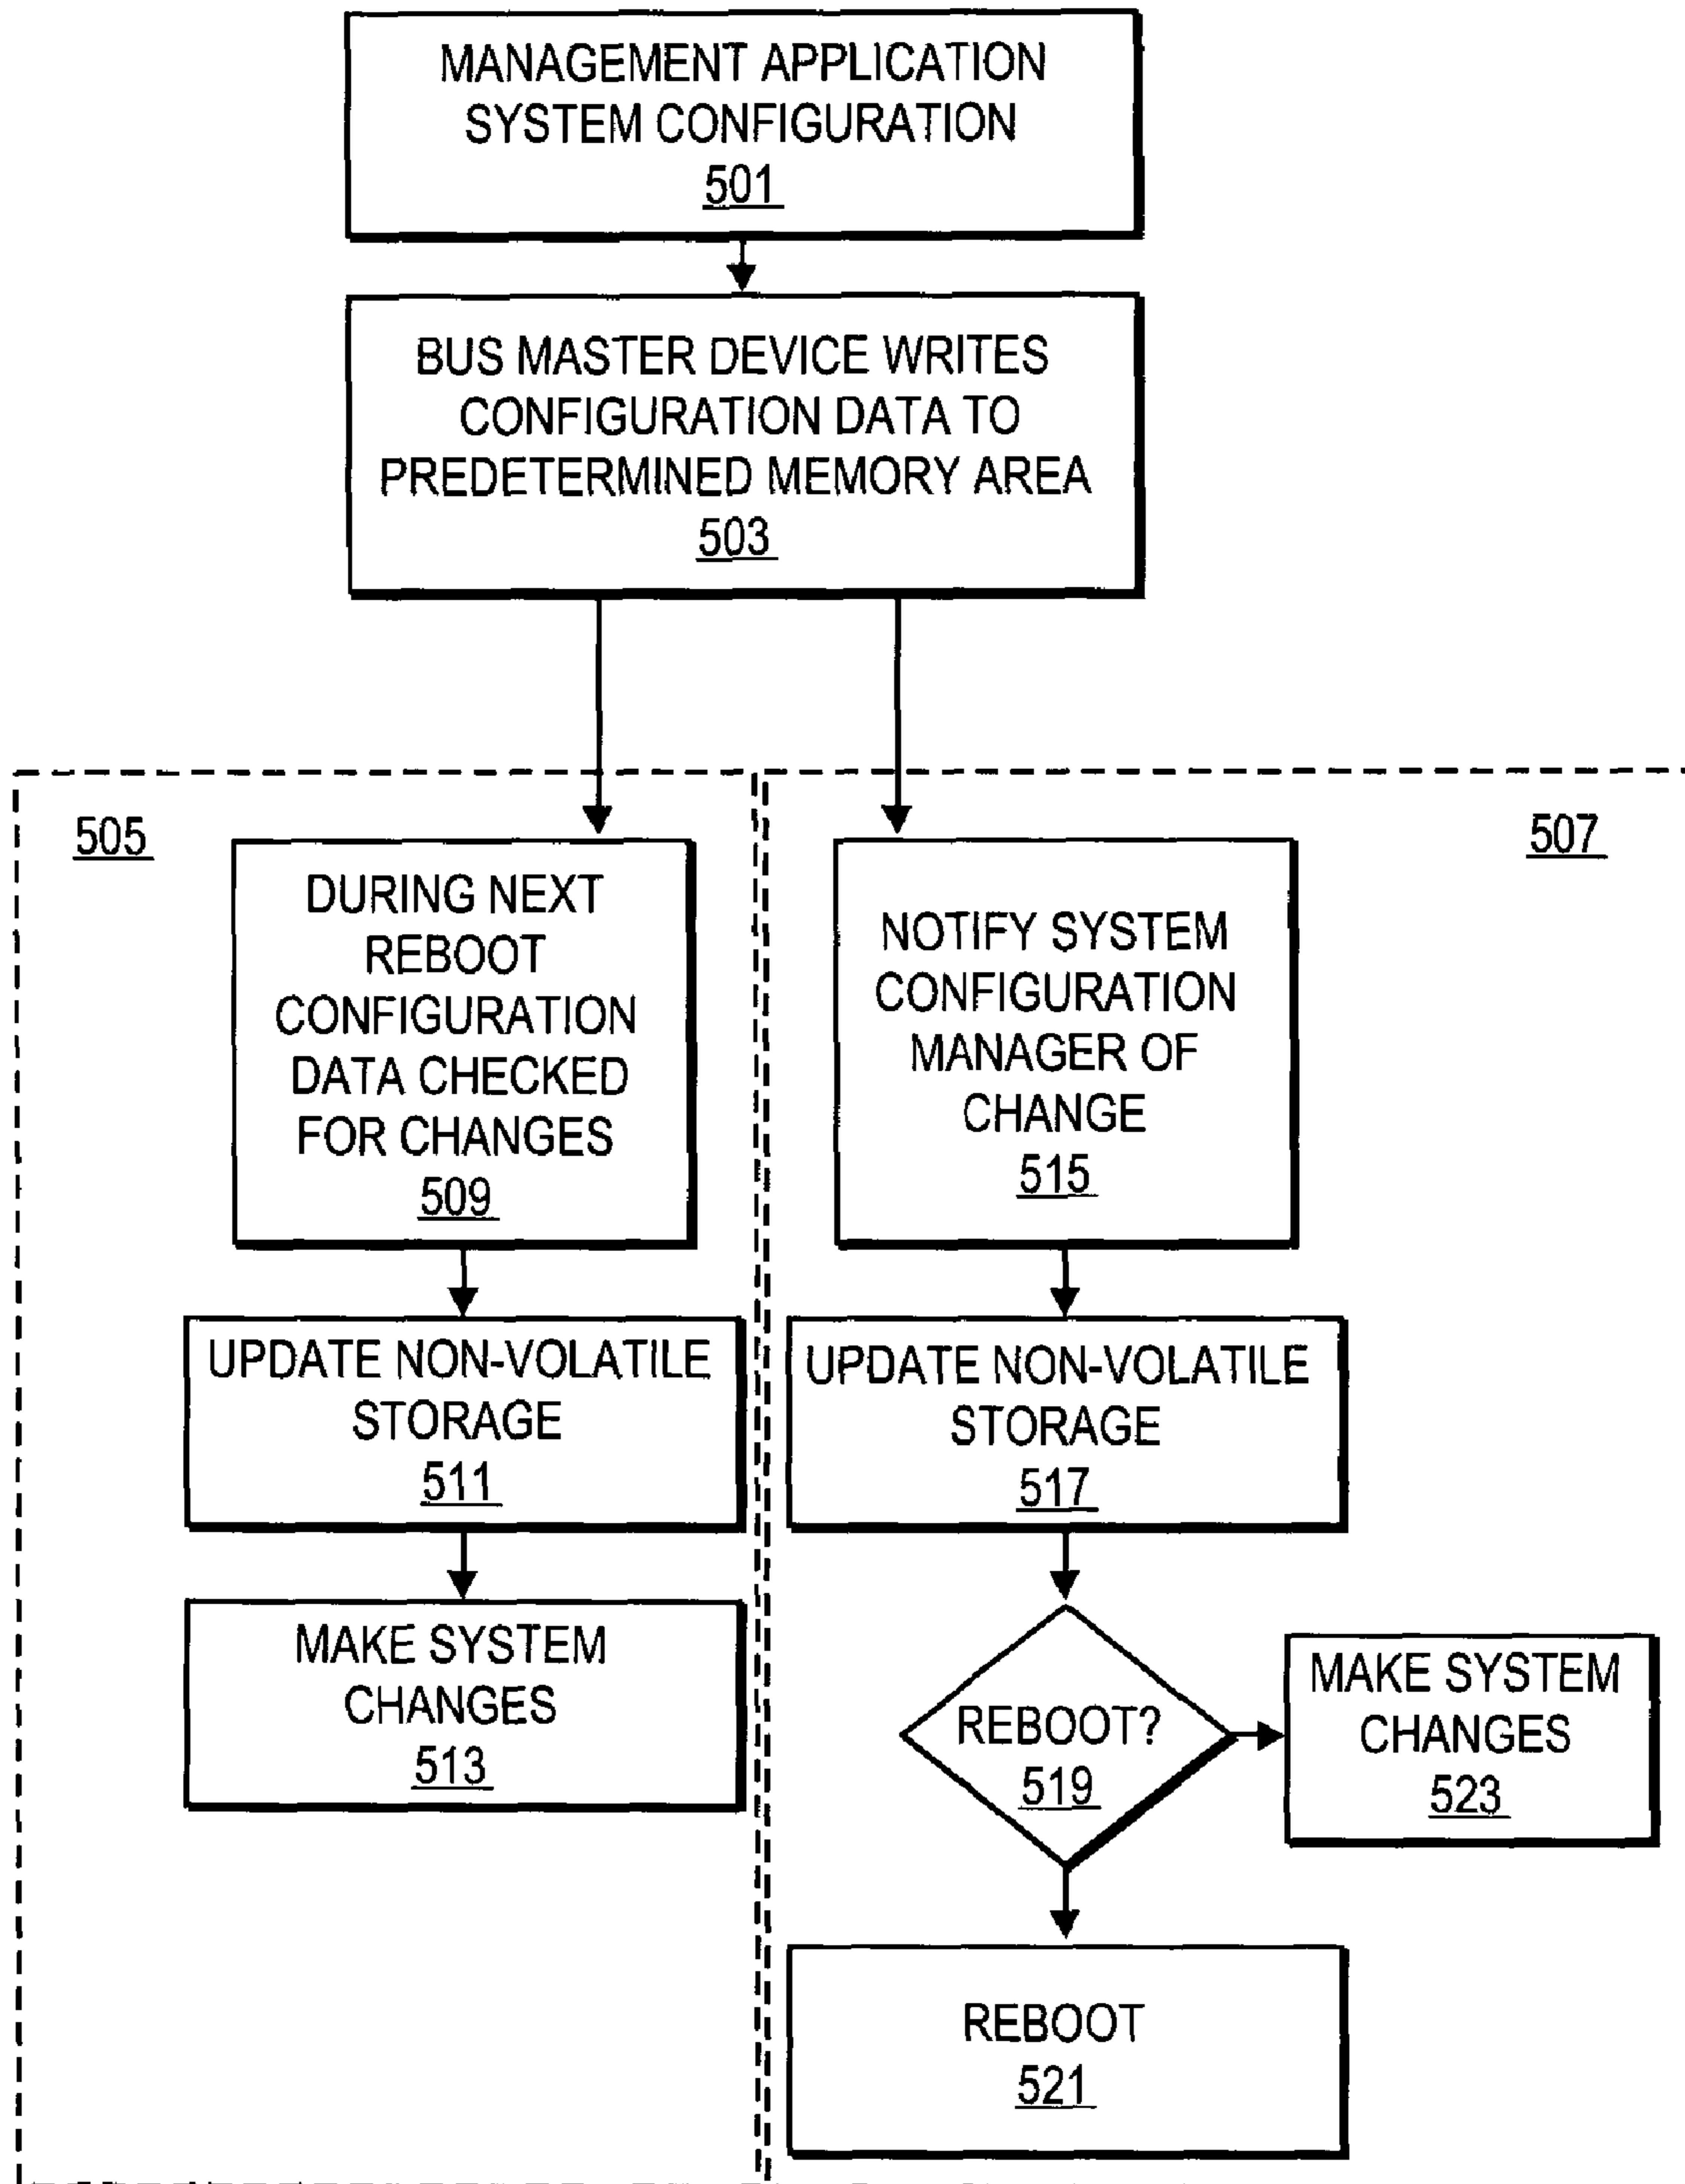 MANAGEMENT APPLICATION
SYSTEM CONFIGURATION
501
BUS MASTER DEVICE WRITES
CONFIGURATION DATA TO
PREDETERMINED MEMORY AREA
503
505
DURING NEXT
REBOOT
CONFIGURATION
DATA CHECKED
FOR CHANGES
509
UPDATE NON-VOLATILE
STORAGE
511
MAKE SYSTEM
CHANGES
513
507
NOTIFY SYSTEM
CONFIGURATION
MANAGER OF
CHANGE
515
UPDATE NON-VOLATILE
STORAGE
517
REBOOT?
519
MAKE SYSTEM
CHANGES
523
REBOOT
521